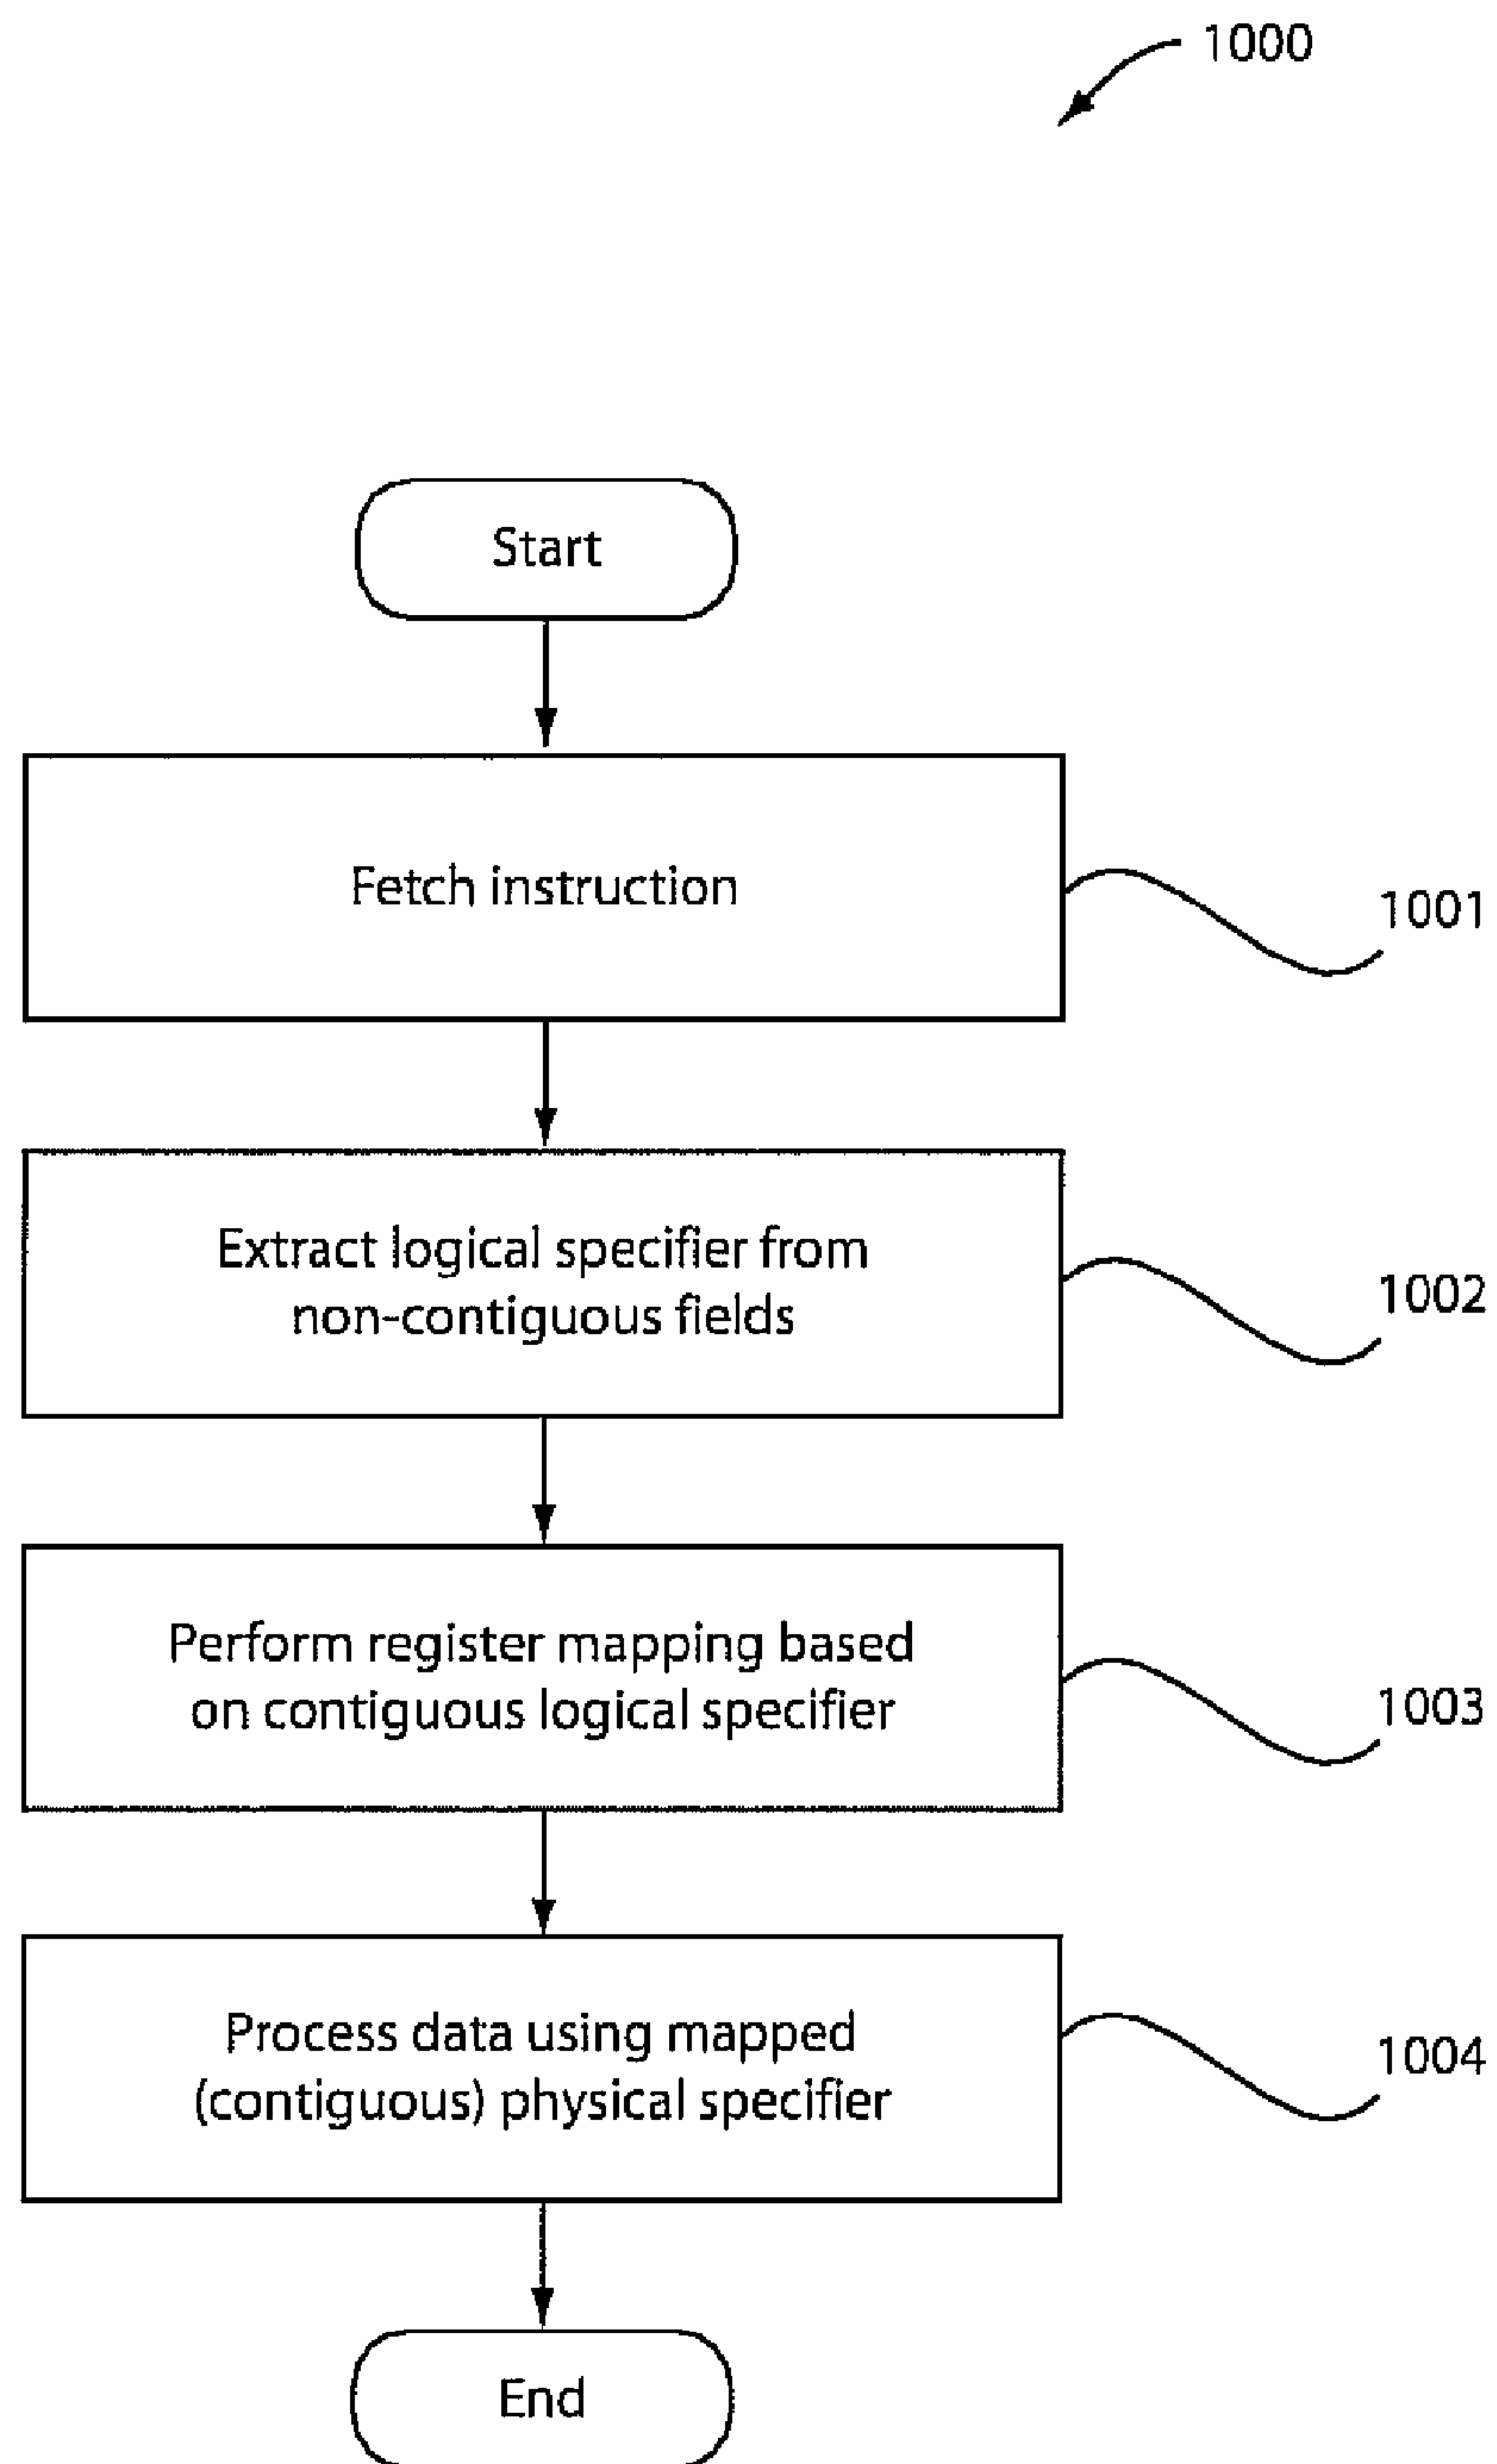 1000
Start
Fetch instruction
1001
Extract logical specifier from
non-contiguous fields
1002
Perform register mapping based
on contiguous logical specifier
1003
Process data using mapped
(contiguous) physical specifier
1004
End